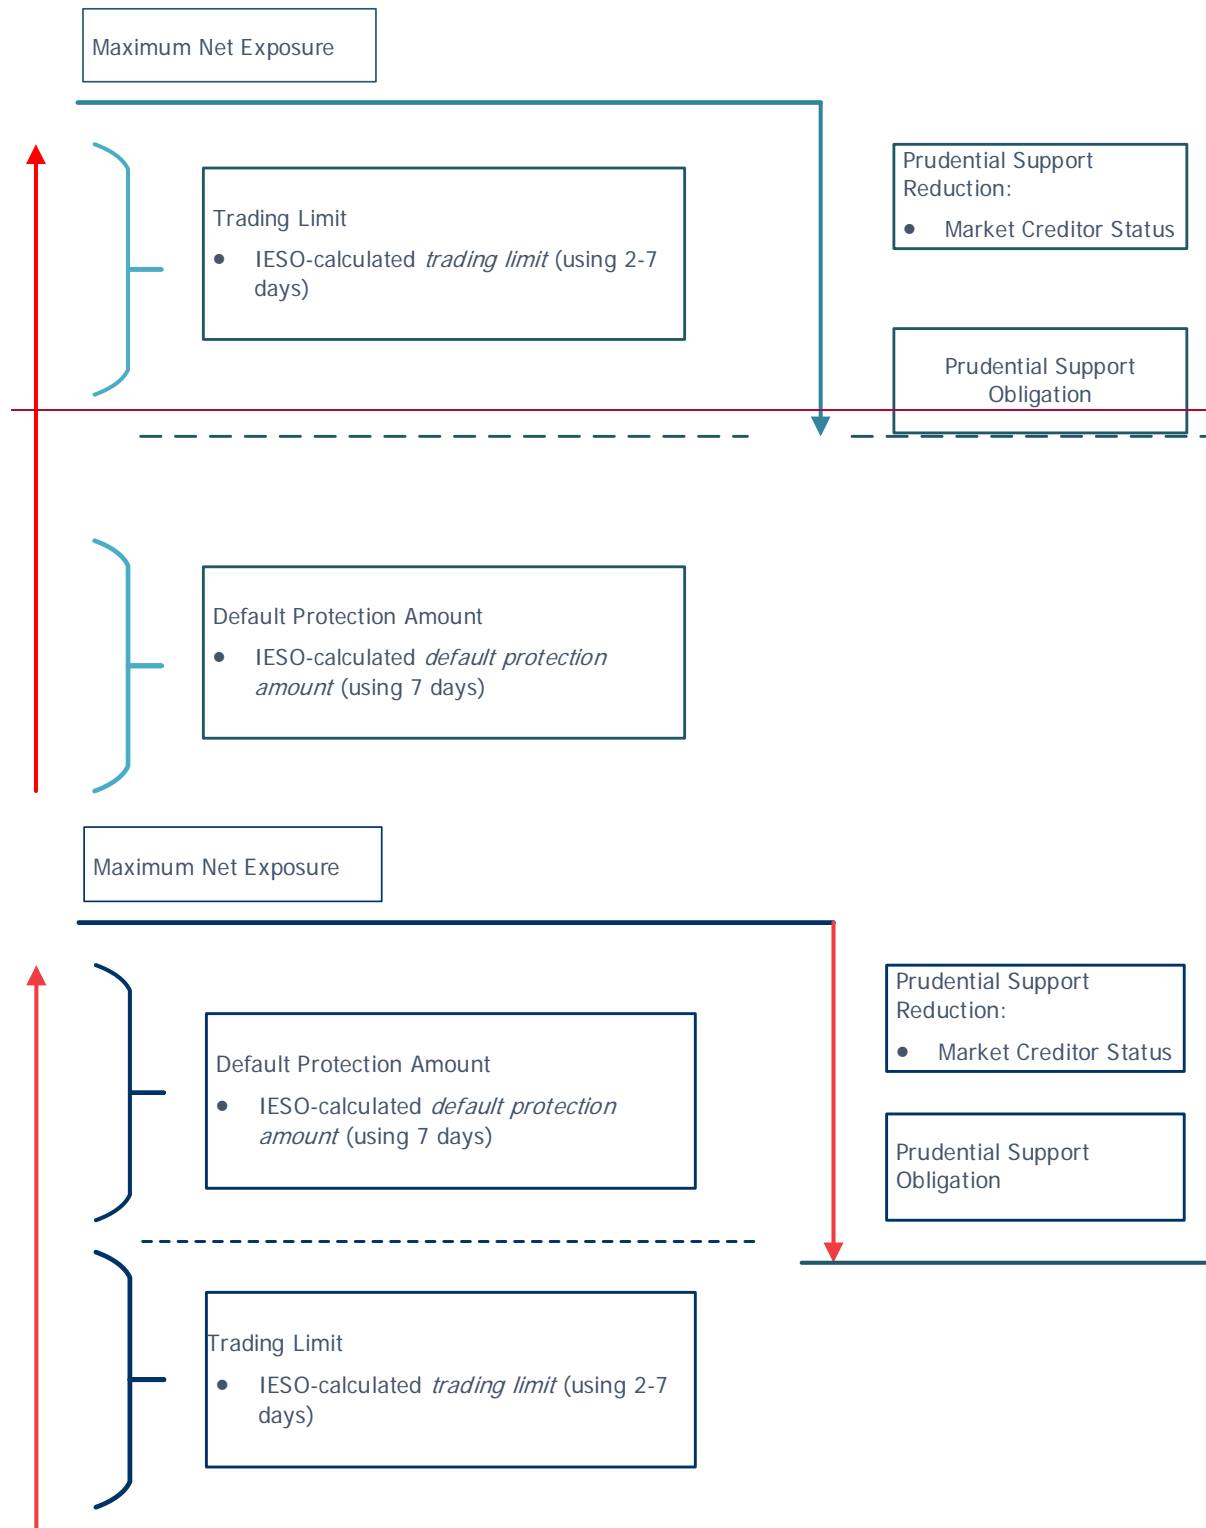 Maximum Net Exposure
Trading Limit
● IESO-calculated trading limit (using 2-7
days)
Prudential Support
Reduction:
● Market Creditor Status
Prudential Support
Obligation
Default Protection Amount
● IESO-calculated default protection
amount (using 7 days)
Maximum Net Exposure
Default Protection Amount
● IESO-calculated default protection
amount (using 7 days)
Prudential Support
Reduction:
● Market Creditor Status
Prudential Support
Obligation
Trading Limit
● IESO-calculated trading limit (using 2-7
days)